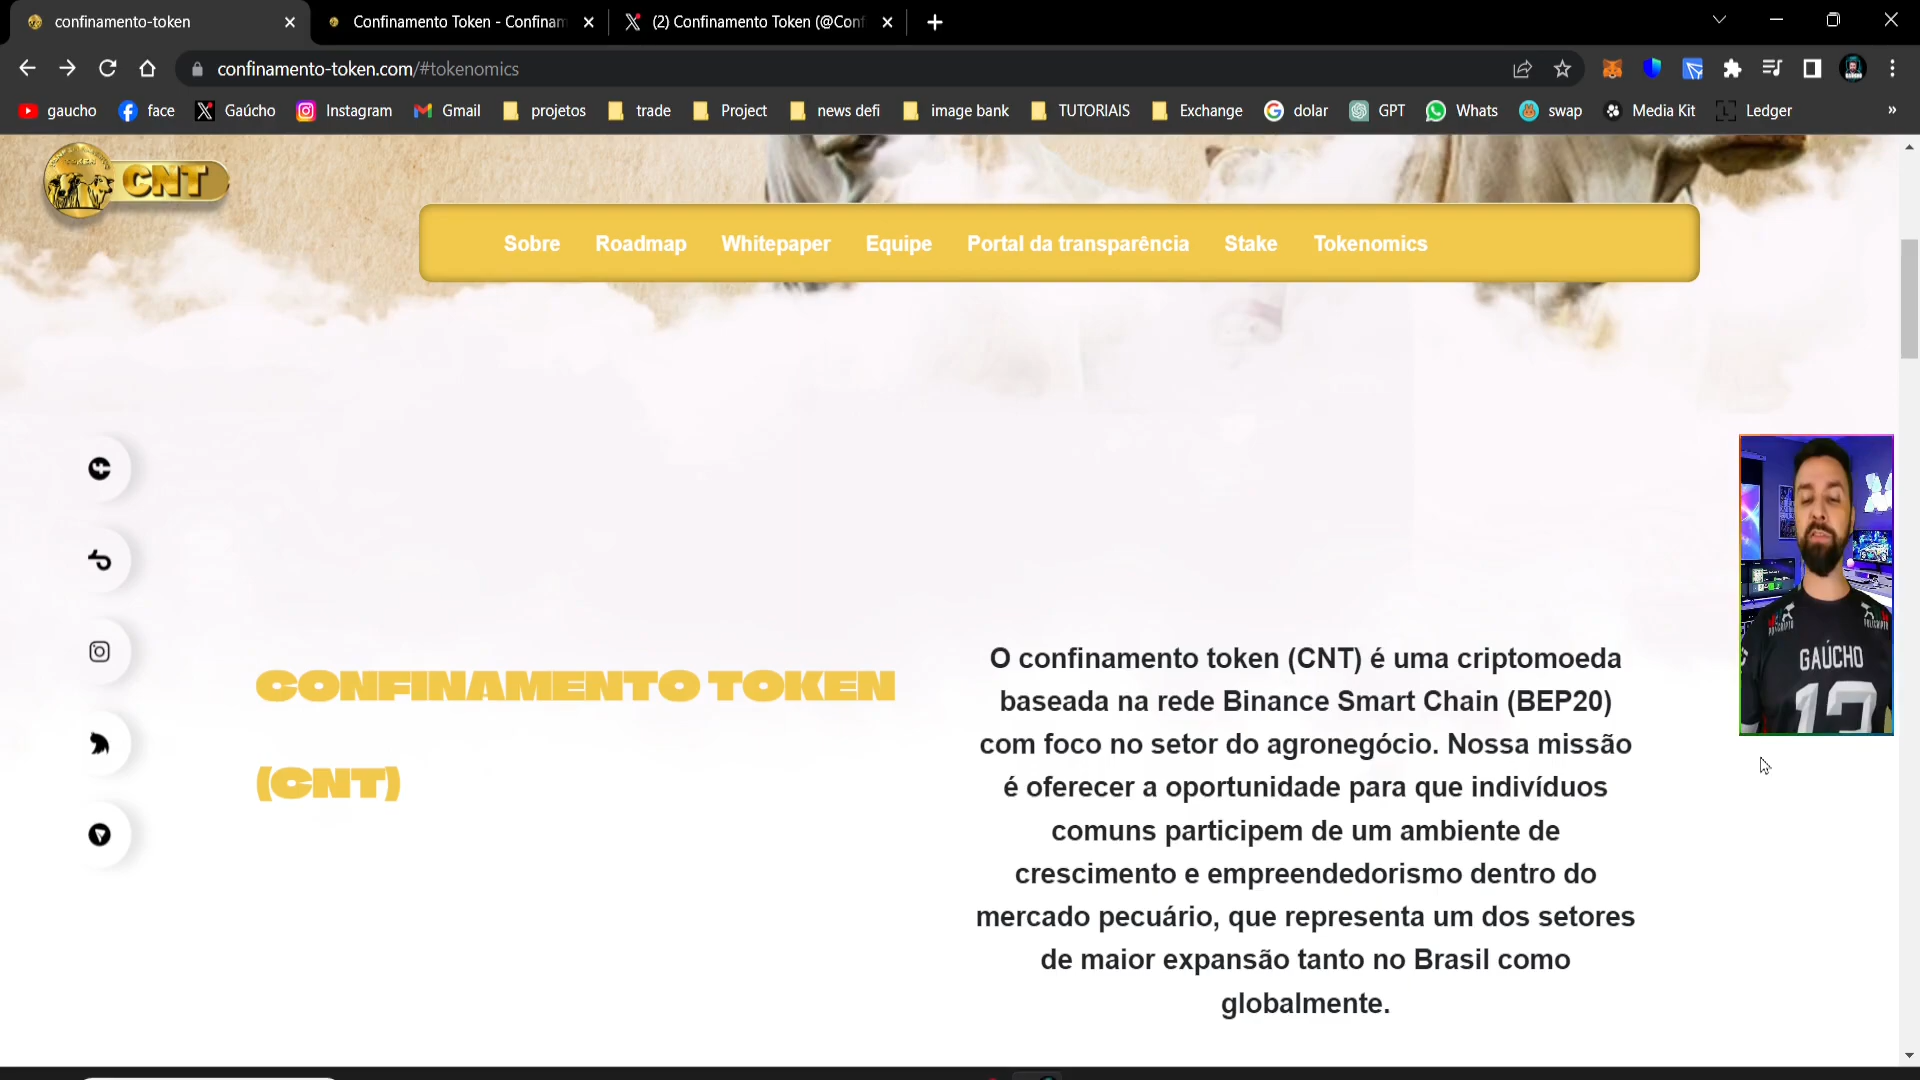 confinamento-token
Confinamento Token - Confinam
(2) Confinamento Token (@Conf
confinamento-token.com/#tokenomics
gaucho
face
Gaúcho
Instagram
Gmail
projetos
trade
Project
news defi
image bank
TUTORIAIS
Exchange
dolar
GPT
Whats
swap
Media Kit
Ledger
»
CNT
Sobre
Roadmap
Whitepaper
Equipe
Portal da transparência
Stake
Tokenomics
CONFINAMENTO TOKEN
(CNT)
O confinamento token (CNT) é uma criptomoeda
baseada na rede Binance Smart Chain (BEP20)
com foco no setor do agronegócio. Nossa missão
é oferecer a oportunidade para que indivíduos
comuns participem de um ambiente de
crescimento e empreendedorismo dentro do
mercado pecuário, que representa um dos setores
de maior expansão tanto no Brasil como
globalmente.
GAÚCHO